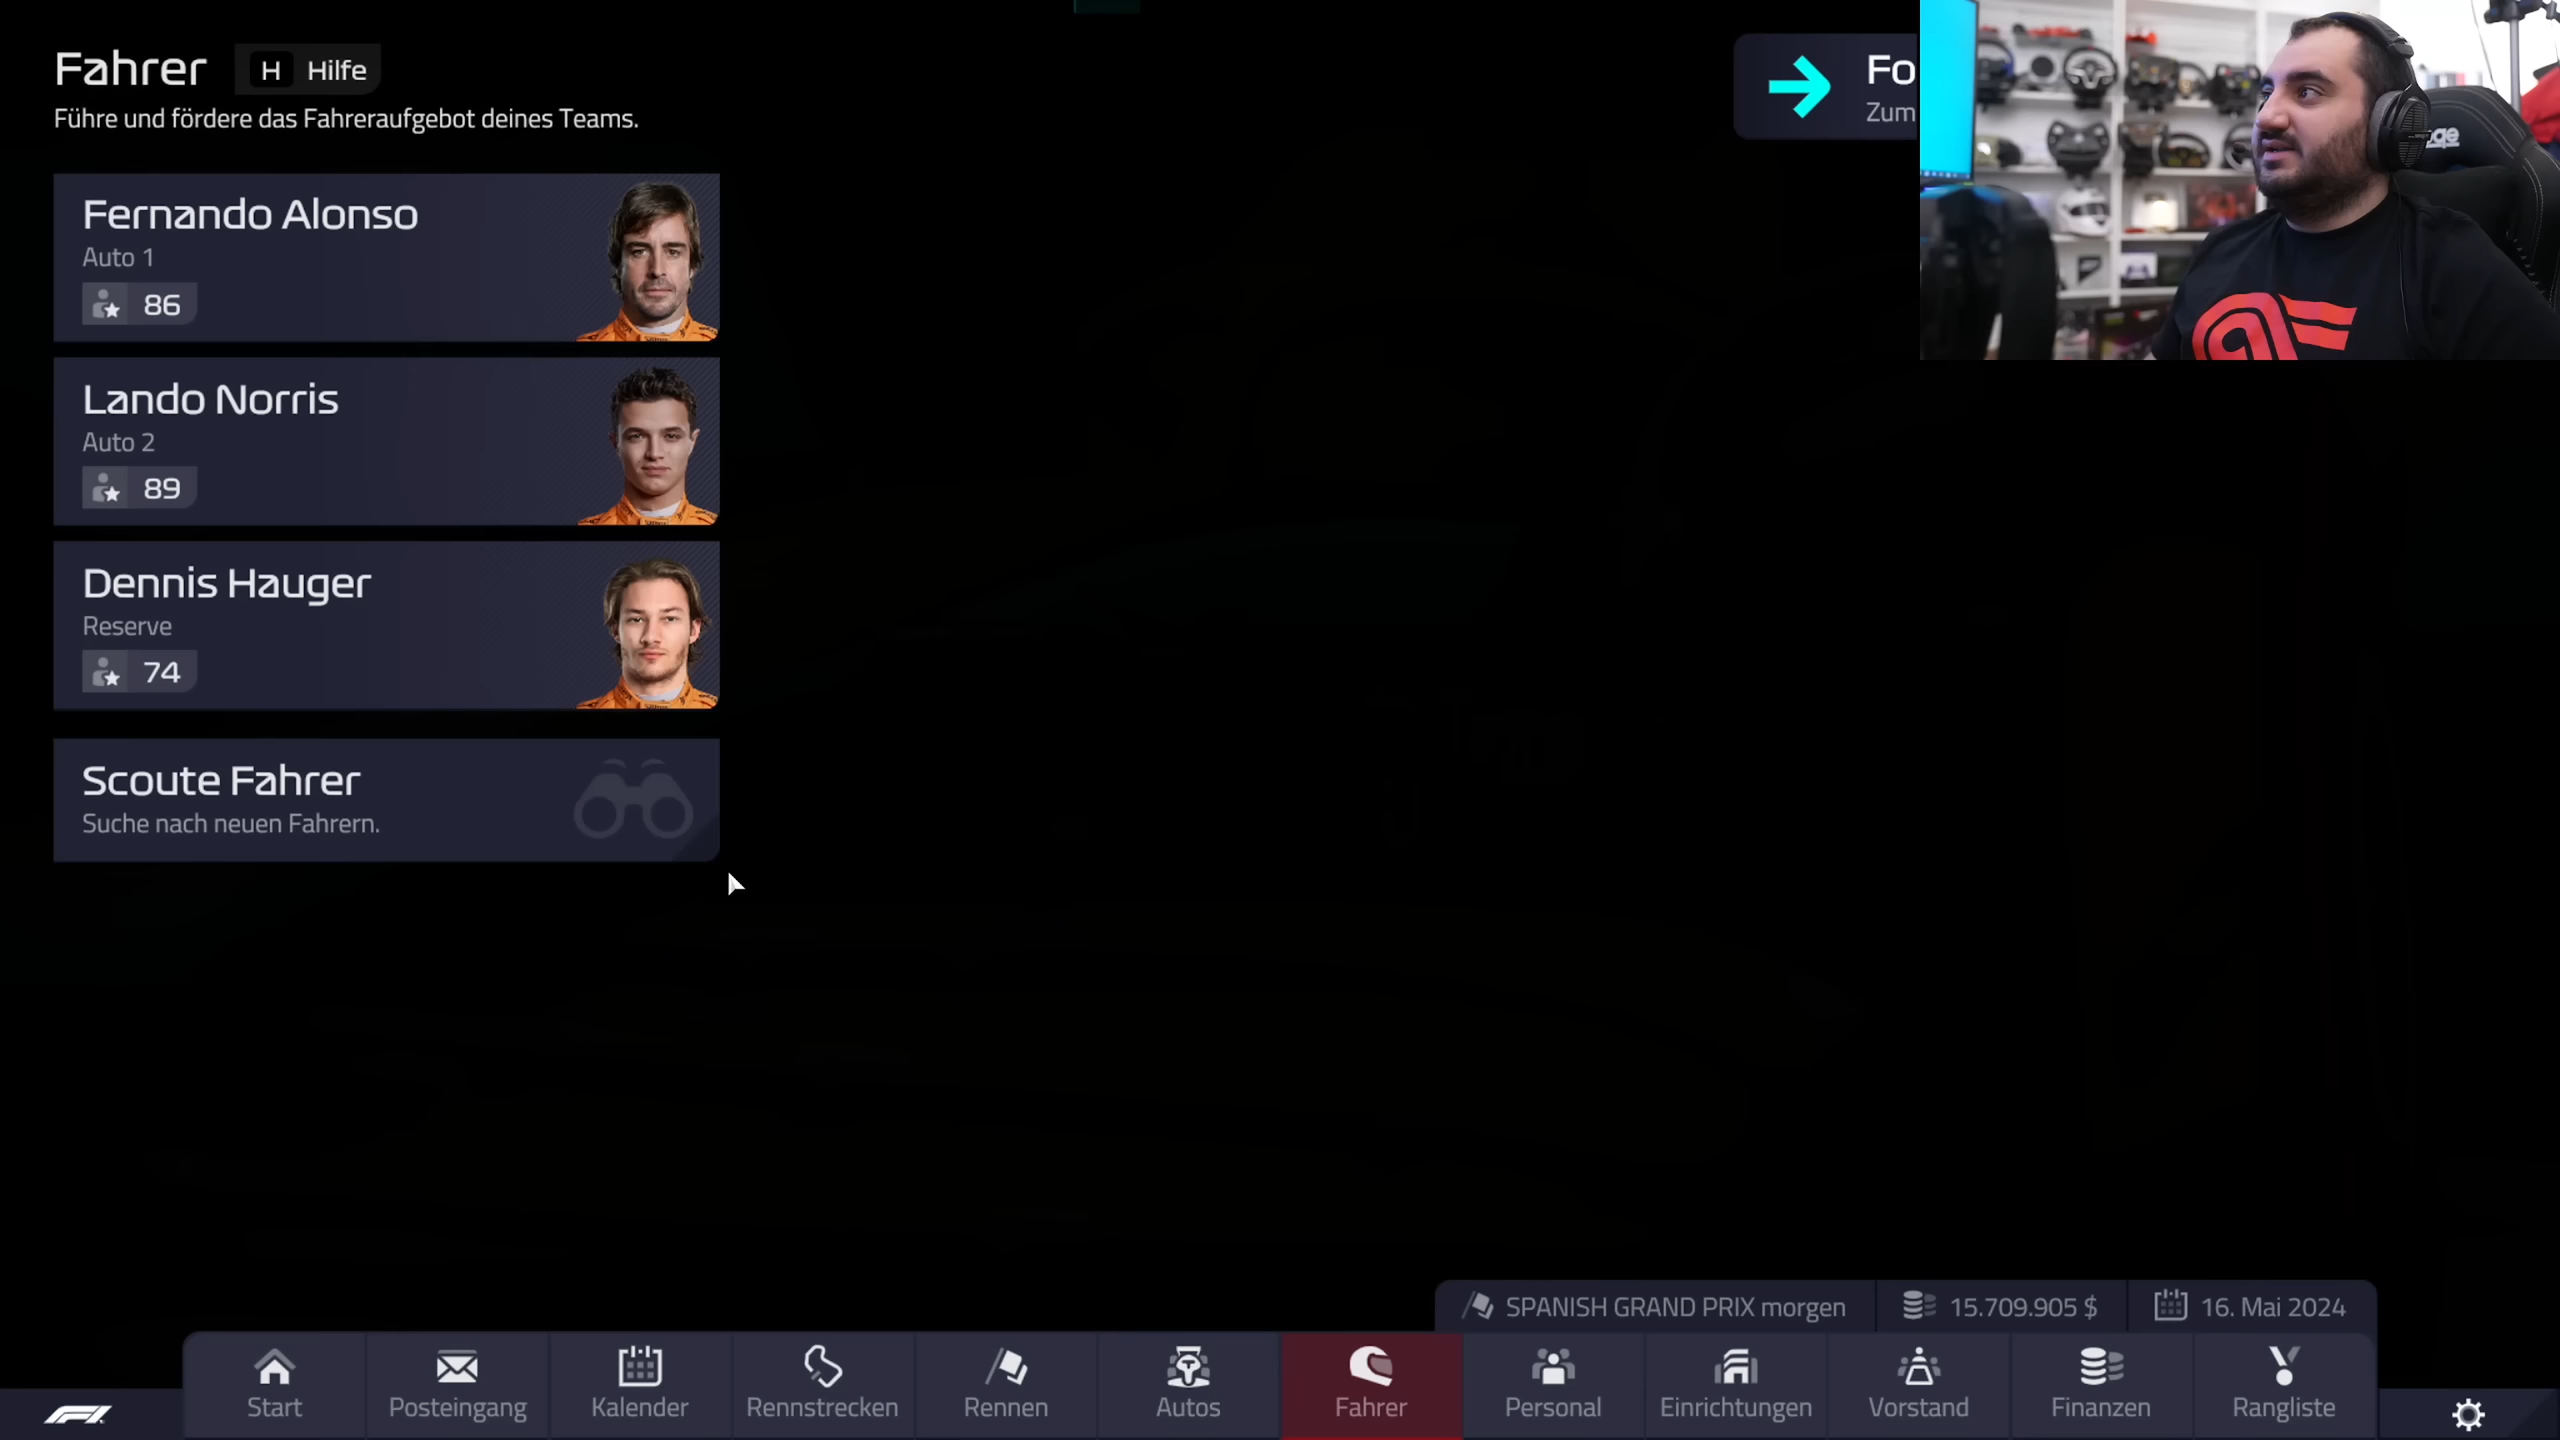 Fahrer
H Hilfe
Führe und fördere das Fahreraufgebot deines Teams.
Fo
Zum
Fernando Alonso
Auto 1
86
Lando Norris
Auto 2
89
Dennis Hauger
Reserve
74
Scoute Fahrer
Suche nach neuen Fahrern.
SPANISH GRAND PRIX morgen
15.709.905 $
16. Mai 2024
Start
Posteingang
Kalender
Rennstrecken
Rennen
Autos
Fahrer
Personal
Einrichtungen
Vorstand
Finanzen
Rangliste